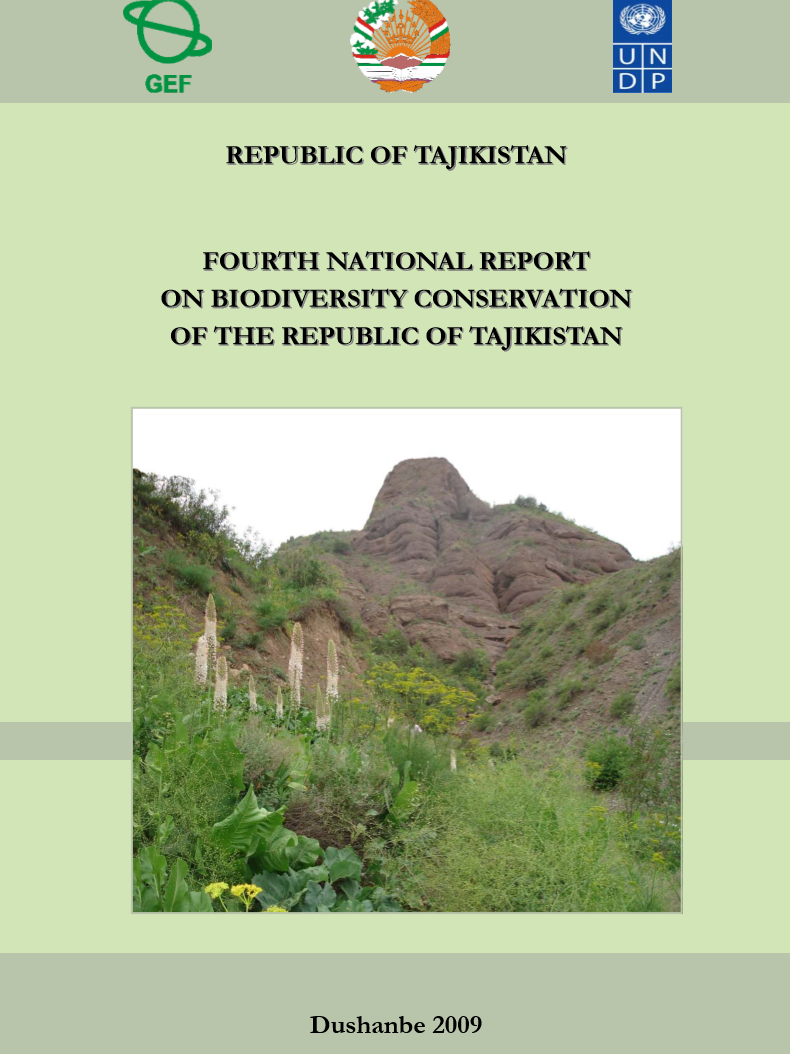 GEF
U N
D P
REPUBLIC OF TAJIKISTAN
FOURTH NATIONAL REPORT
ON BIODIVERSITY CONSERVATION
OF THE REPUBLIC OF TAJIKISTAN
Dushanbe 2009